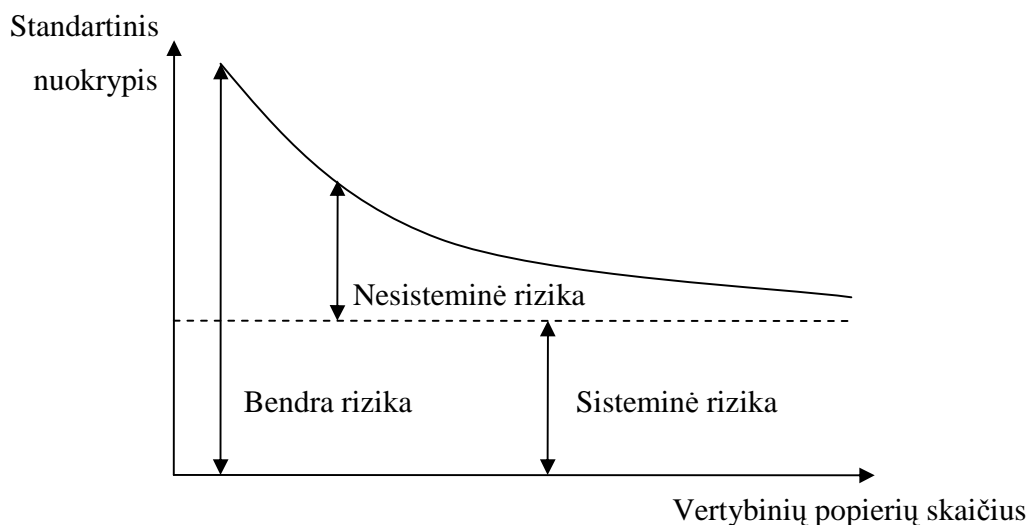 Standartinis
nuokrypis
Nesisteminė rizika
Bendra rizika
Sisteminė rizika
Vertybinių popierių skaičius